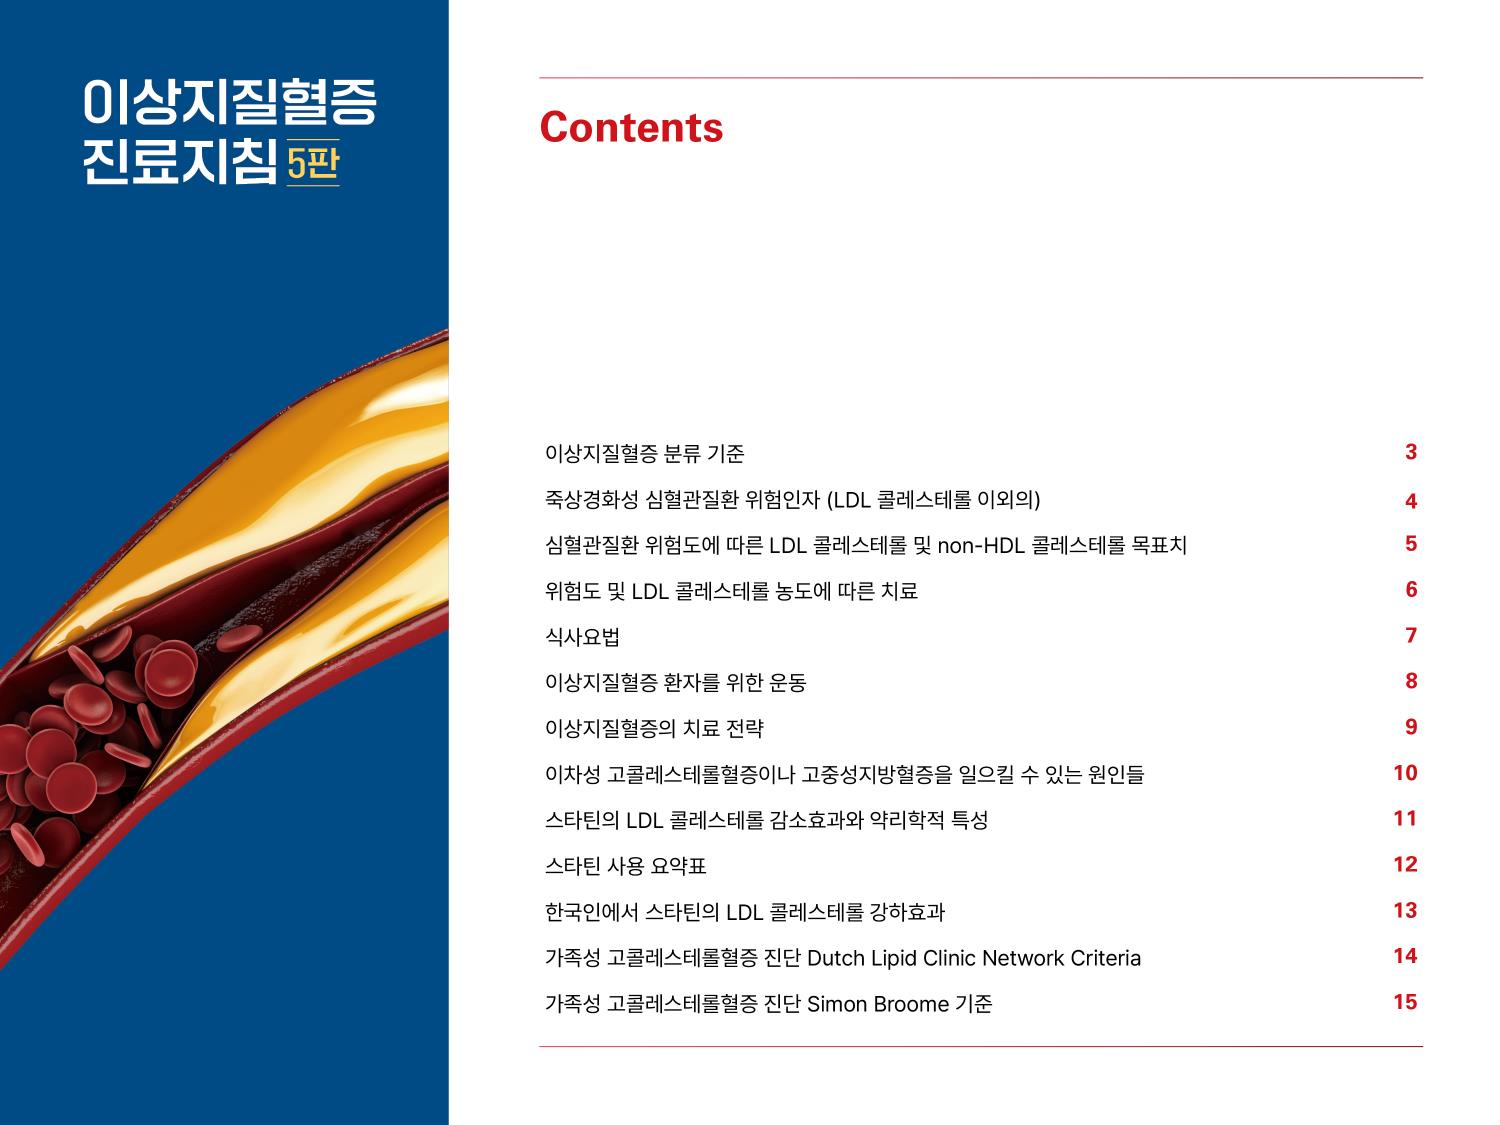 이상지질혈증
진료지침 5판
Contents
이상지질혈증 분류 기준 3
죽상경화성 심혈관질환 위험인자 (LDL 콜레스테롤 이외의) 4
심혈관질환 위험도에 따른 LDL 콜레스테롤 및 non-HDL 콜레스테롤 목표치 5
위험도 및 LDL 콜레스테롤 농도에 따른 치료 6
식사요법 7
이상지질혈증 환자를 위한 운동 8
이상지질혈증의 치료 전략 9
이차성 고콜레스테롤혈증이나 고중성지방혈증을 일으킬 수 있는 원인들 10
스타틴의 LDL 콜레스테롤 감소효과와 약리학적 특성 11
스타틴 사용 요약표 12
한국인에서 스타틴의 LDL 콜레스테롤 강하효과 13
가족성 고콜레스테롤혈증 진단 Dutch Lipid Clinic Network Criteria 14
가족성 고콜레스테롤혈증 진단 Simon Broome 기준 15